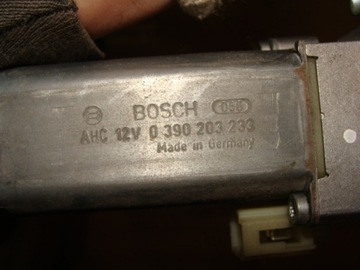 BOSCH
AHC 12V 0 390 203 233
Made in Germany